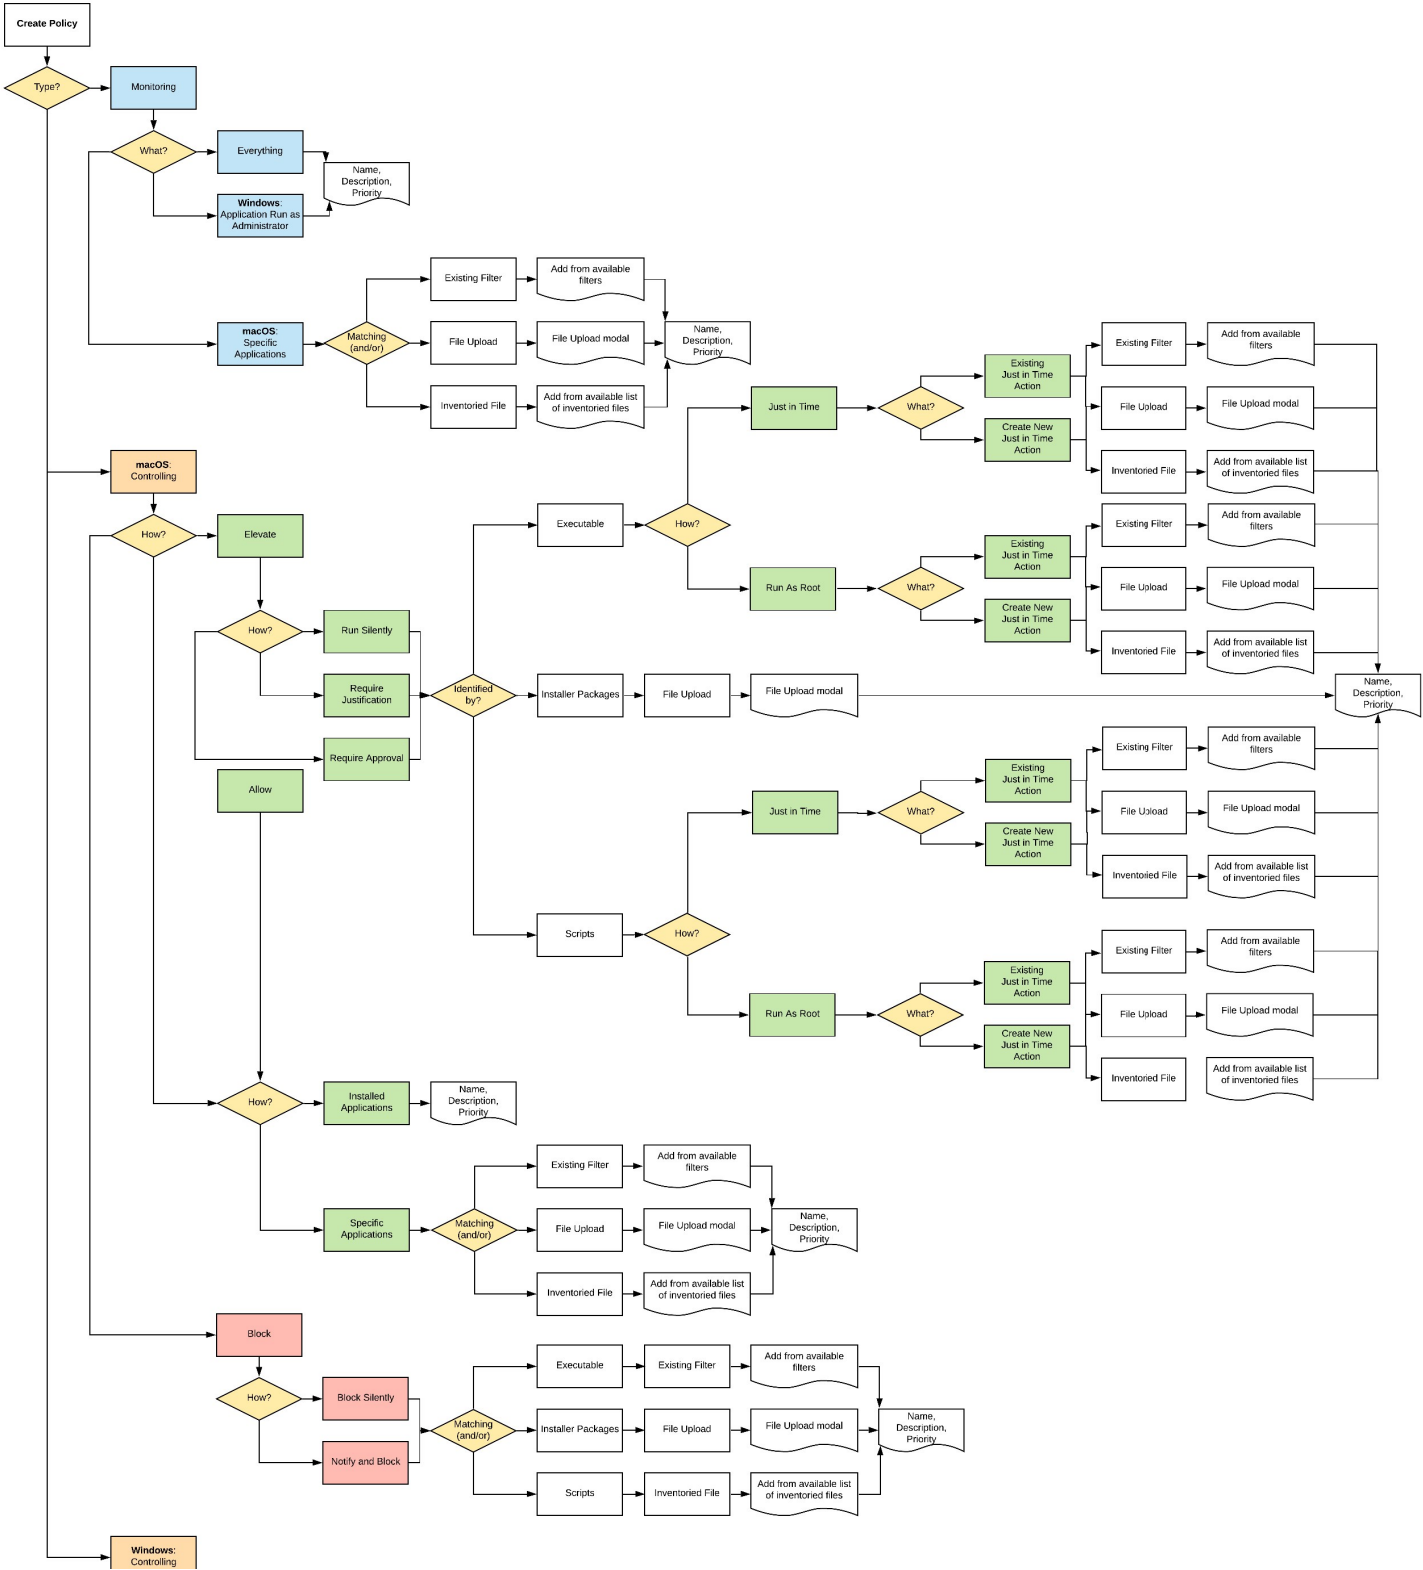 Create Policy
Type?
Monitoring
What?
Everything
Name,
Description,
Priority
Windows:
Application Run as
Administrator
macOS:
Specific
Applications
Matching
(and/or)
Existing Filter
Add from available
filters
File Upload
File Upload modal
Inventoried File
Add from available list
of inventoried files
Name,
Description,
Priority
macOS:
Controlling
How?
Elevate
How?
Run Silently
Require
Justification
Require Approval
Identified
by?
Executable
How?
Just in Time
What?
Existing
Just in Time
Action
Create New
Just in Time
Action
Existing Filter
Add from available
filters
File Upload
File Upload modal
Inventoried File
Add from available list
of inventoried files
Run As Root
What?
Existing
Just in Time
Action
Create New
Just in Time
Action
Existing Filter
Add from available
filters
File Upload
File Upload modal
Inventoried File
Add from available list
of inventoried files
Installer Packages
File Upload
File Upload modal
Name,
Description,
Priority
Scripts
How?
Just in Time
What?
Existing
Just in Time
Action
Create New
Just in Time
Action
Existing Filter
Add from available
filters
File Upload
File Upload modal
Inventoried File
Add from available list
of inventoried files
Run As Root
What?
Existing
Just in Time
Action
Create New
Just in Time
Action
Existing Filter
Add from available
filters
File Upload
File Upload modal
Inventoried File
Add from available list
of inventoried files
Allow
How?
Installed
Applications
Name,
Description,
Priority
Specific
Applications
Matching
(and/or)
Existing Filter
Add from available
filters
File Upload
File Upload modal
Inventoried File
Add from available list
of inventoried files
Name,
Description,
Priority
Block
How?
Block Silently
Notify and Block
Matching
(and/or)
Executable
Existing Filter
Add from available
filters
Installer Packages
File Upload
File Upload modal
Scripts
Inventoried File
Add from available list
of inventoried files
Name,
Description,
Priority
Windows:
Controlling